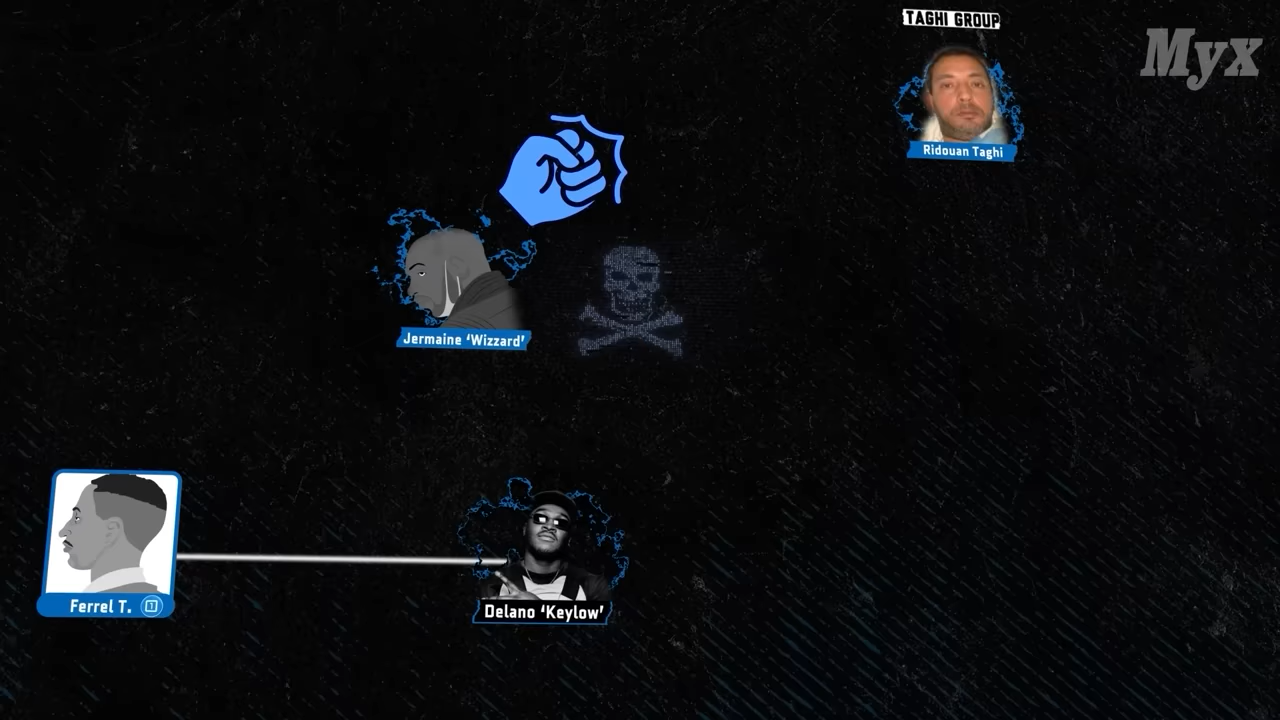 TAGHI GROUP
Myx
Ridouan Taghi
Jermaine ‘Wizzard’
Ferrel T.
Delano ‘Keylow’